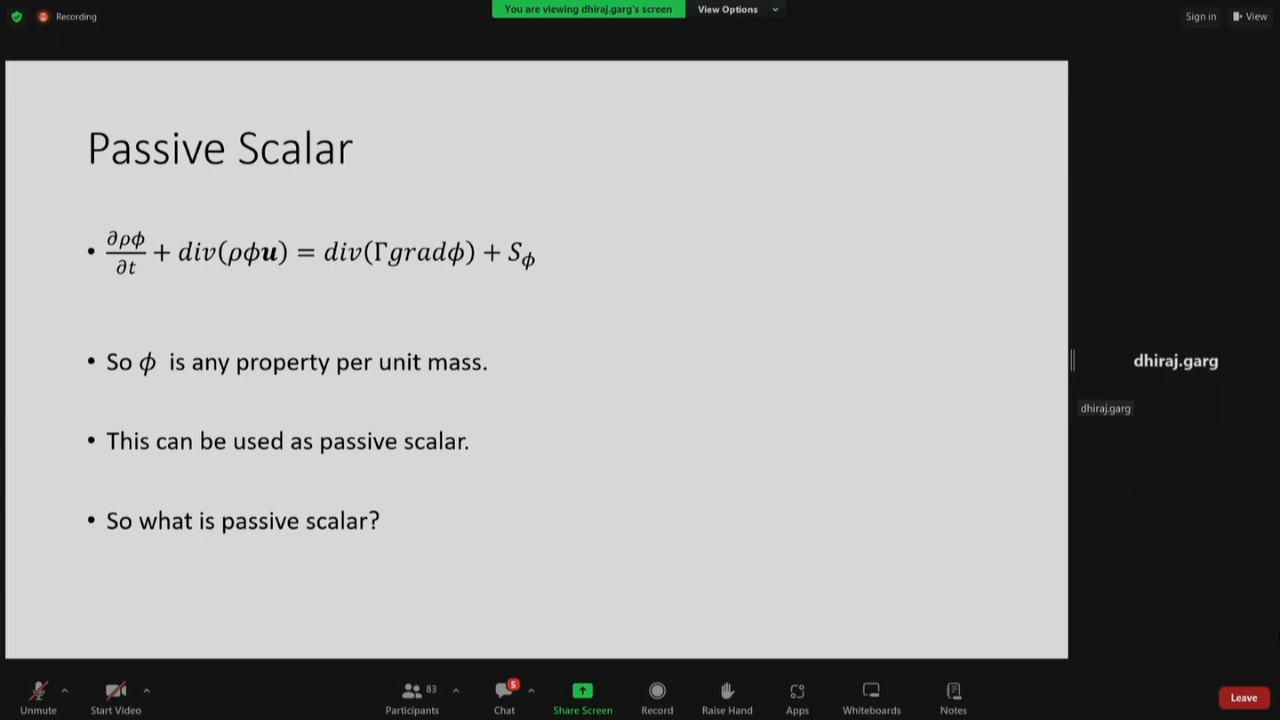 Recording
You are viewing dhiraj.garg's screen View Options
Sign in View
Passive Scalar
• ∂ρϕ/∂t + div(ρϕu) = div(Γgradϕ) + S_ϕ
• So ϕ is any property per unit mass.
• This can be used as passive scalar.
• So what is passive scalar?
dhiraj.garg
dhiraj.garg
Unmute Start Video Participants 83 Chat 5 Share Screen Record Raise Hand Apps Whiteboards Notes Leave